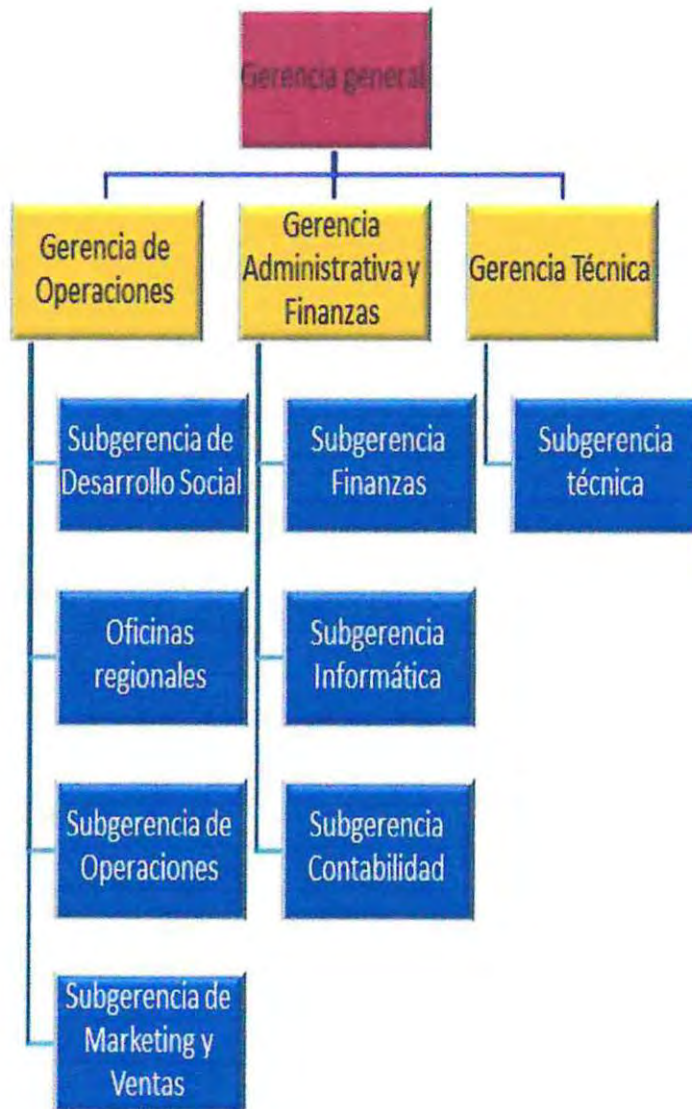 Gerencia general
Gerencia de
Operaciones
Gerencia
Administrativa y
Finanzas
Gerencia Técnica
Subgerencia de
Desarrollo Social
Oficinas
regionales
Subgerencia de
Operaciones
Subgerencia de
Marketing y
Ventas
Subgerencia
Finanzas
Subgerencia
Informática
Subgerencia
Contabilidad
Subgerencia
técnica